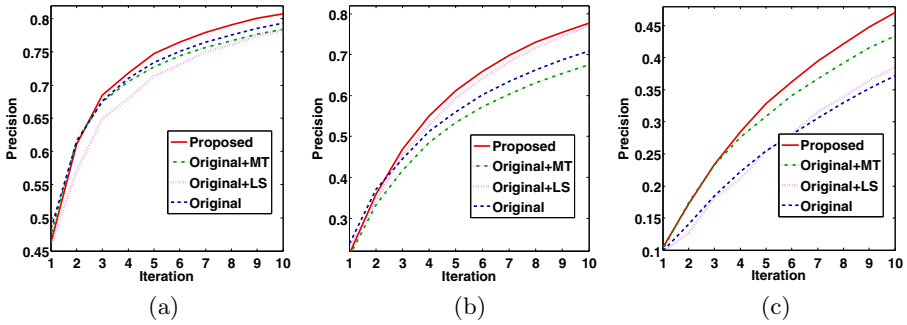 0.8
0.75
0.7
0.65
0.6
0.55
0.5
0.45
Precision
1 2 3 4 5 6 7 8 9 10
Iteration
Proposed
Original+MT
Original+LS
Original
(a)
0.8
0.7
0.6
0.5
0.4
0.3
Precision
1 2 3 4 5 6 7 8 9 10
Iteration
Proposed
Original+MT
Original+LS
Original
(b)
0.45
0.4
0.35
0.3
0.25
0.2
0.15
0.1
Precision
1 2 3 4 5 6 7 8 9 10
Iteration
Proposed
Original+MT
Original+LS
Original
(c)